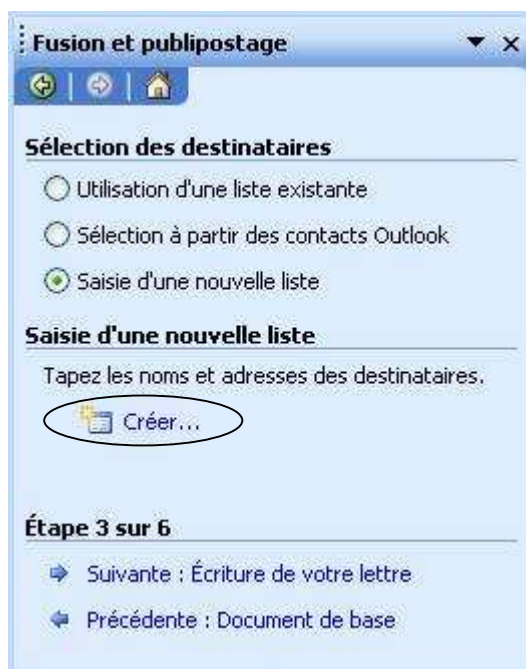 Fusion et publipostage
Sélection des destinataires
Utilisation d'une liste existante
Sélection à partir des contacts Outlook
Saisie d'une nouvelle liste
Saisie d'une nouvelle liste
Tapez les noms et adresses des destinataires.
Créer...
Étape 3 sur 6
Suivante : Écriture de votre lettre
Précédente : Document de base